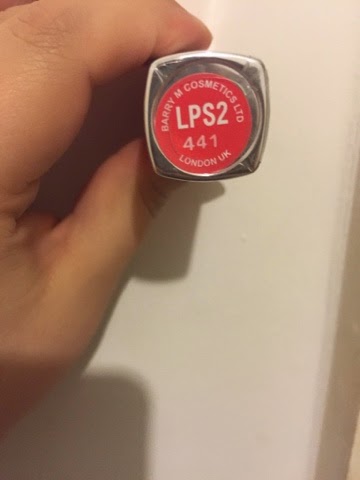 BARRY M COSMETICS LTD
LPS2
441
LONDON UK